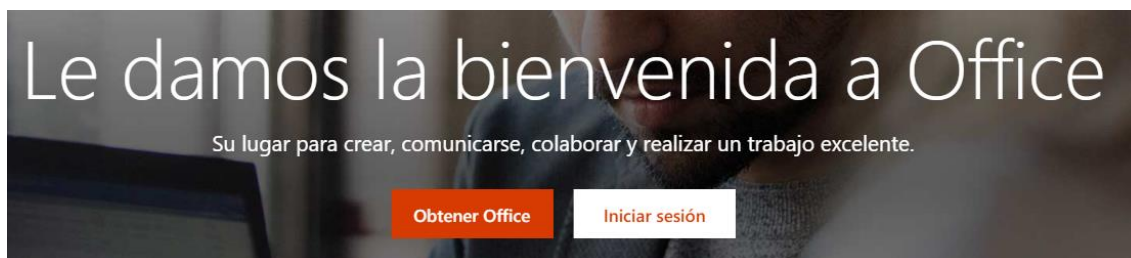 Le damos la bienvenida a Office
Su lugar para crear, comunicarse, colaborar y realizar un trabajo excelente.
Obtener Office
Iniciar sesión